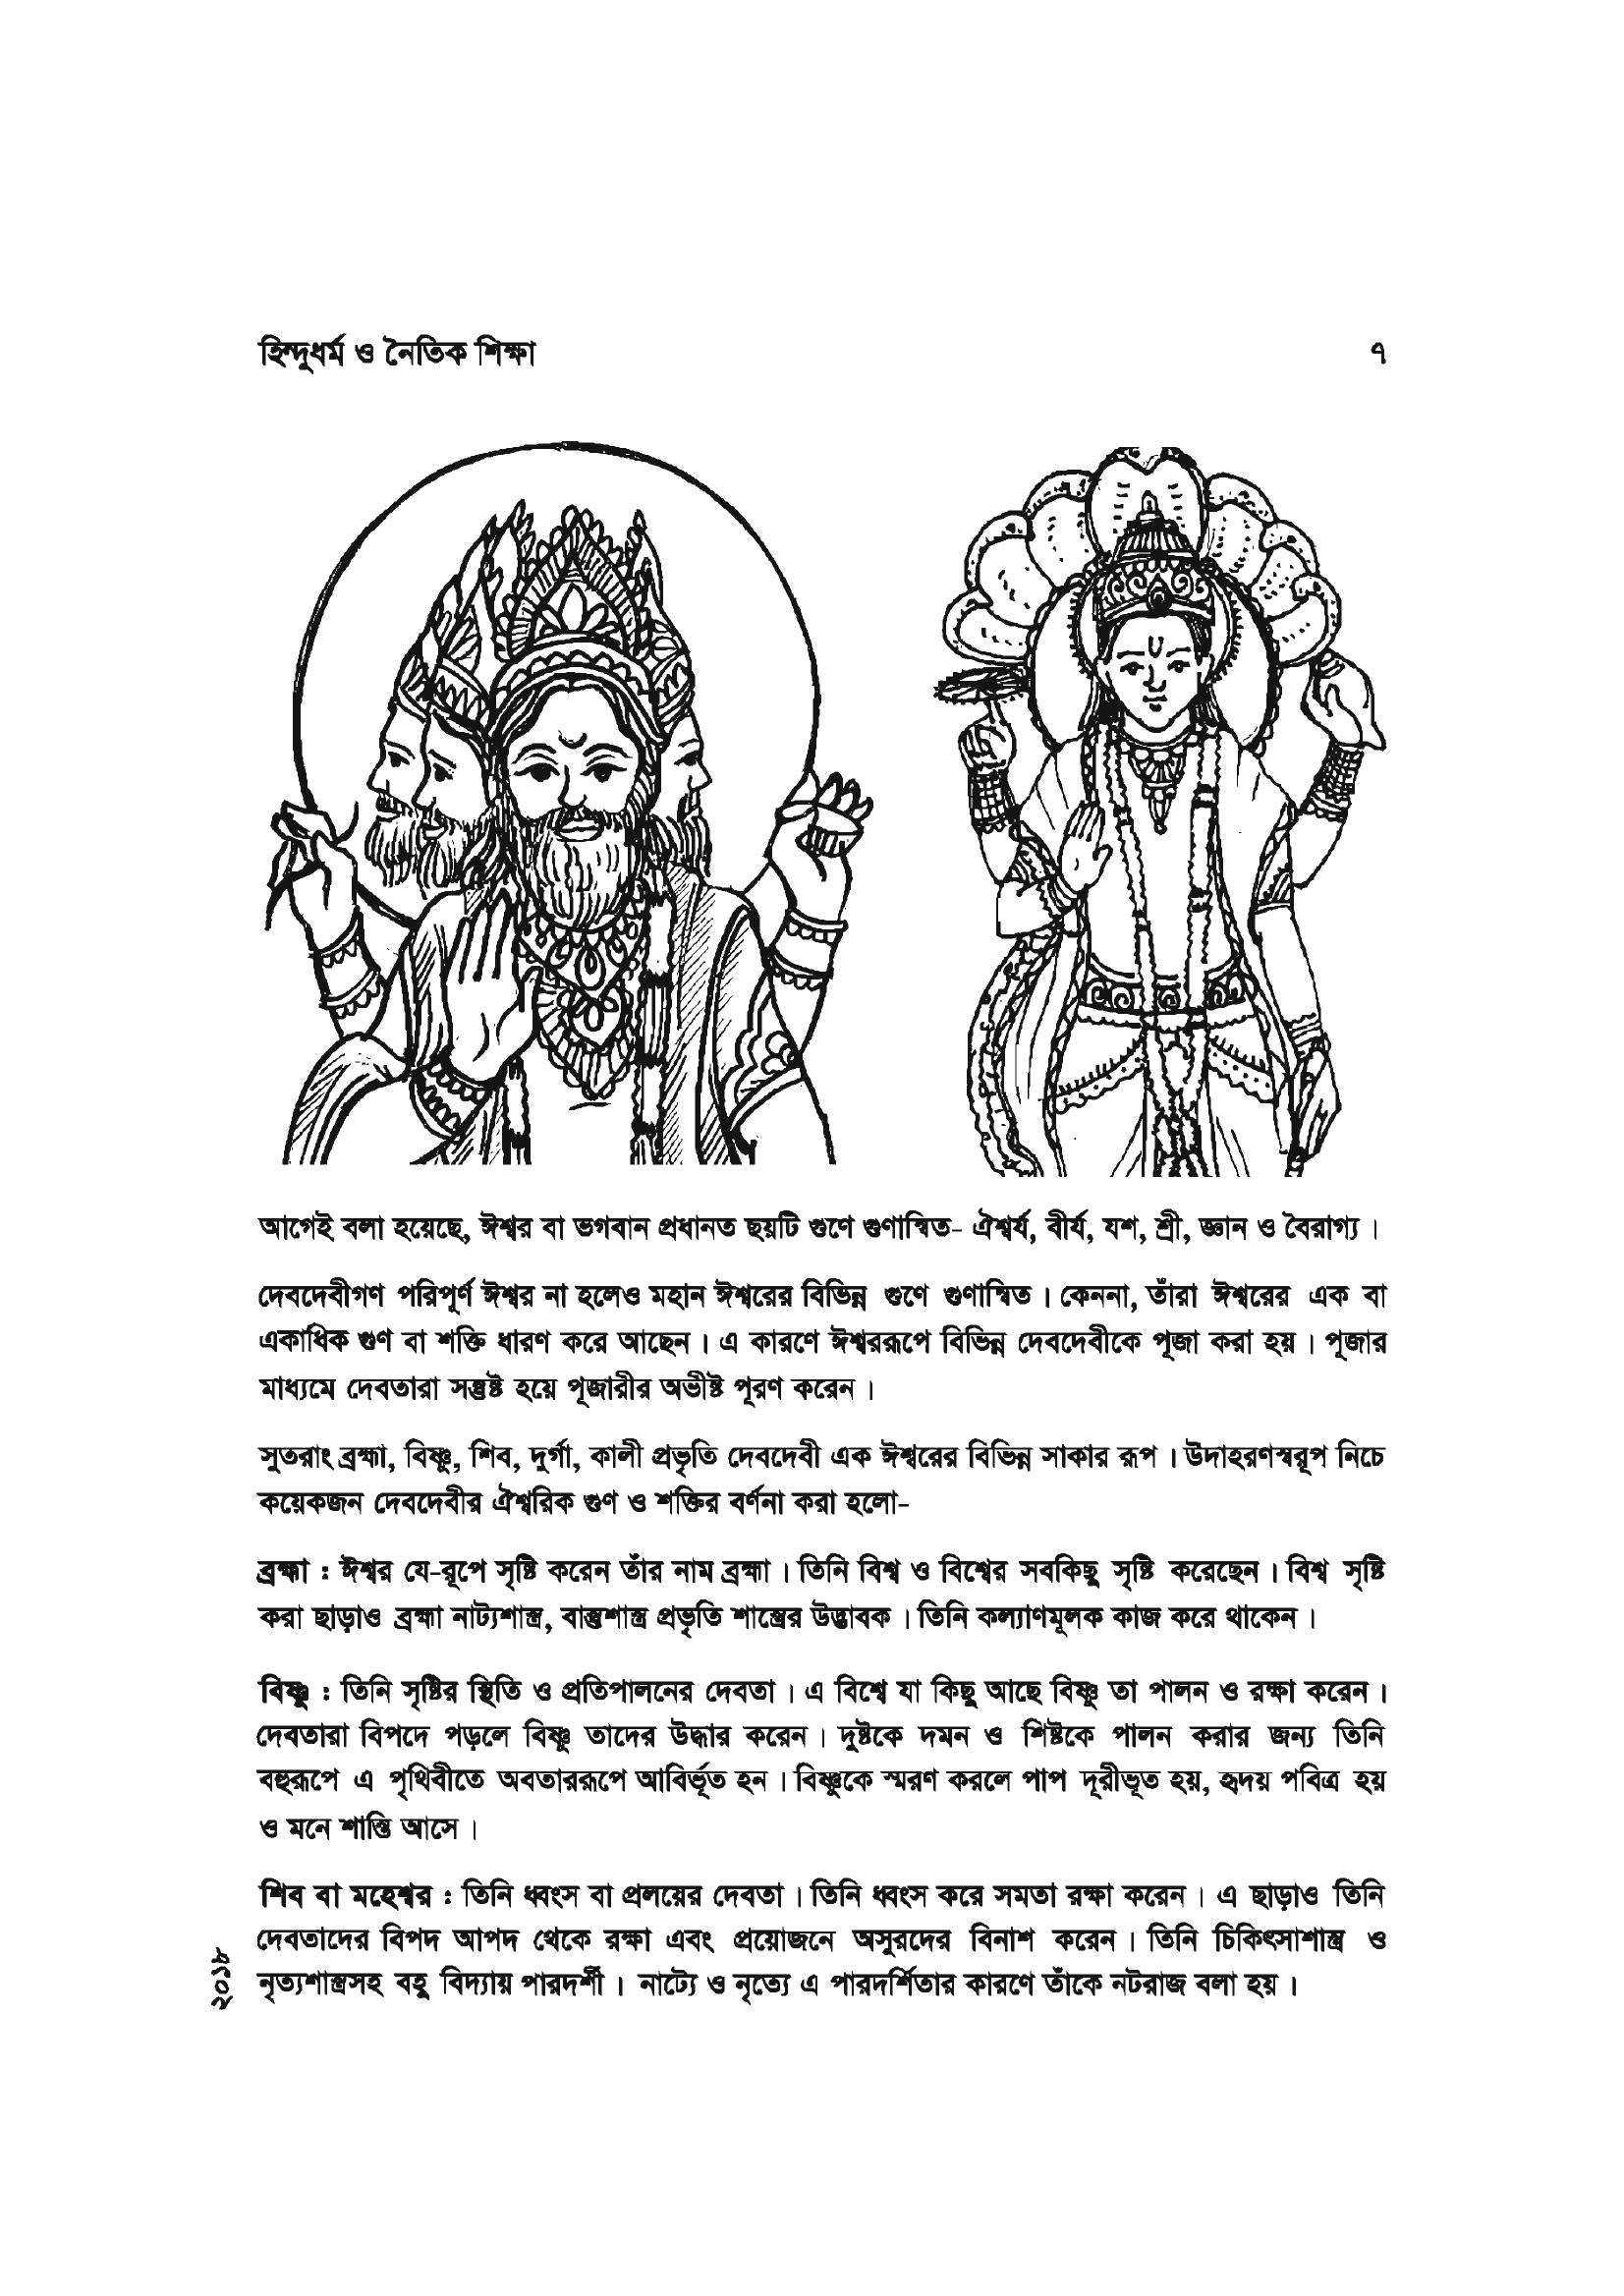 হিন্দুধর্ম ও নৈতিক শিক্ষা ৭
আগেই বলা হয়েছে, ঈশ্বর বা ভগবান প্রধানত ছয়টি গুণে গুণান্বিত- ঐশ্বর্য, বীর্য, যশ, শ্রী, জ্ঞান ও বৈরাগ্য।
দেবদেবীগণ পরিপূর্ণ ঈশ্বর না হলেও মহান ঈশ্বরের বিভিন্ন গুণে গুণান্বিত। কেননা, তাঁরা ঈশ্বরের এক বা
একাধিক গুণ বা শক্তি ধারণ করে আছেন। এ কারণে ঈশ্বররূপে বিভিন্ন দেবদেবীকে পূজা করা হয়। পূজার
মাধ্যমে দেবতারা সন্তুষ্ট হয়ে পূজারীর অভীষ্ট পূরণ করেন।
সুতরাং ব্রহ্মা, বিষ্ণু, শিব, দুর্গা, কালী প্রভৃতি দেবদেবী এক ঈশ্বরের বিভিন্ন সাকার রূপ। উদাহরণস্বরূপ নিচে
কয়েকজন দেবদেবীর ঐশ্বরিক গুণ ও শক্তির বর্ণনা করা হলো-
ব্রহ্মা : ঈশ্বর যে-রূপে সৃষ্টি করেন তাঁর নাম ব্রহ্মা। তিনি বিশ্ব ও বিশ্বের সবকিছু সৃষ্টি করেছেন। বিশ্ব সৃষ্টি
করা ছাড়াও ব্রহ্মা নাট্যশাস্ত্র, বাস্তুশাস্ত্র প্রভৃতি শাস্ত্রের উদ্ভাবক। তিনি কল্যাণমূলক কাজ করে থাকেন।
বিষ্ণু : তিনি সৃষ্টির স্থিতি ও প্রতিপালনের দেবতা। এ বিশ্বে যা কিছু আছে বিষ্ণু তা পালন ও রক্ষা করেন।
দেবতারা বিপদে পড়লে বিষ্ণু তাদের উদ্ধার করেন। দুষ্টকে দমন ও শিষ্টকে পালন করার জন্য তিনি
বহুরূপে এ পৃথিবীতে অবতাররূপে আবির্ভূত হন। বিষ্ণুকে স্মরণ করলে পাপ দূরীভূত হয়, হৃদয় পবিত্র হয়
ও মনে শান্তি আসে।
শিব বা মহেশ্বর : তিনি ধ্বংস বা প্রলয়ের দেবতা। তিনি ধ্বংস করে সমতা রক্ষা করেন। এ ছাড়াও তিনি
দেবতাদের বিপদ আপদ থেকে রক্ষা এবং প্রয়োজনে অসুরদের বিনাশ করেন। তিনি চিকিৎসাশাস্ত্র ও
নৃত্যশাস্ত্রসহ বহু বিদ্যায় পারদর্শী। নাট্যে ও নৃত্যে এ পারদর্শিতার কারণে তাঁকে নটরাজ বলা হয়।
২০১৮